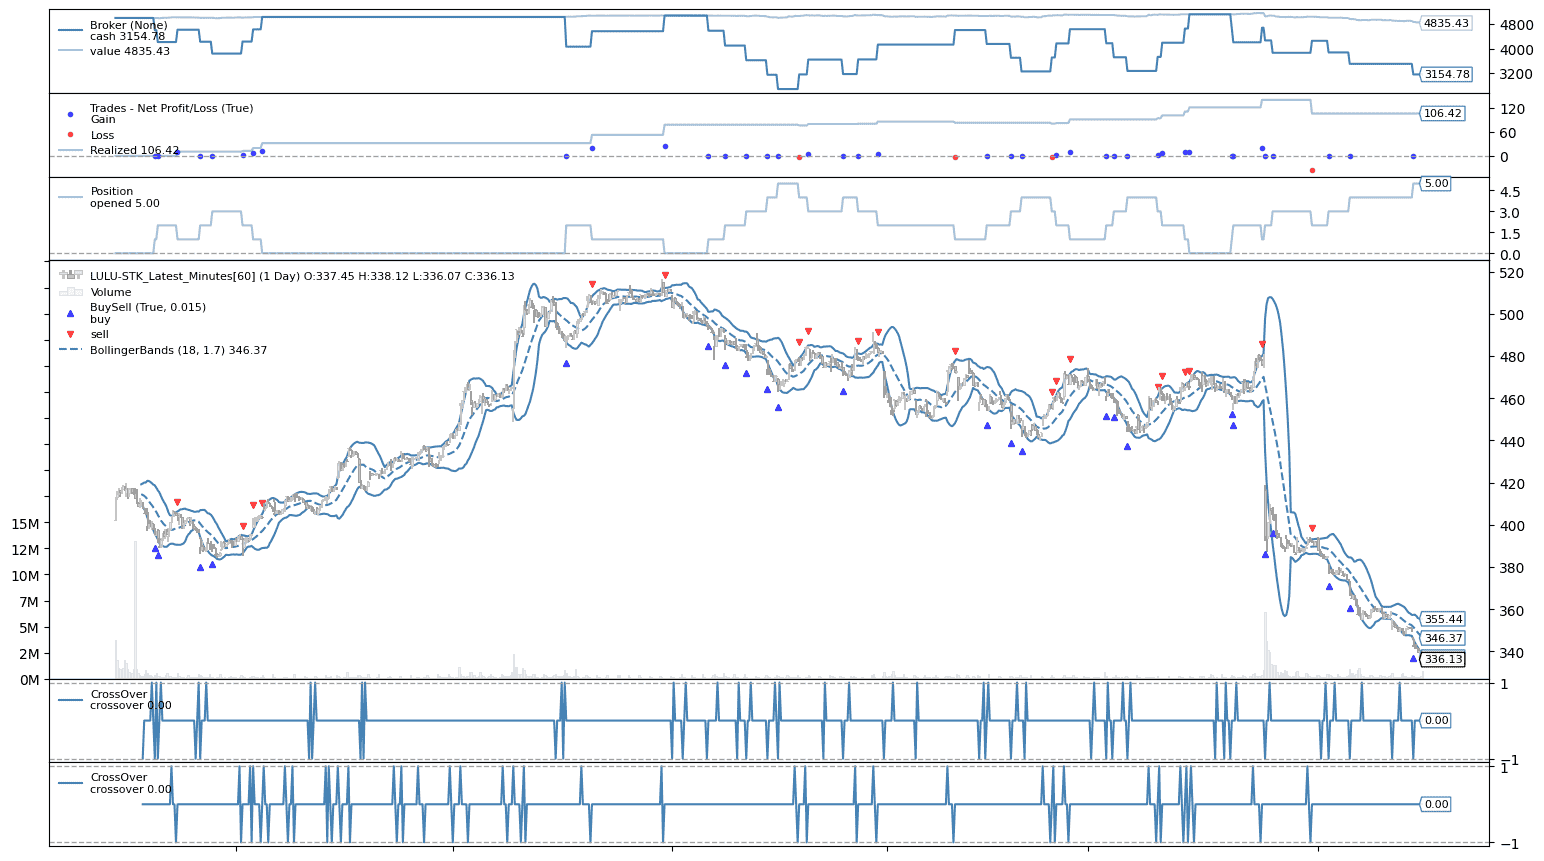 Broker (None)
cash 3154.78
value 4835.43
4800
4000
3200
4835.43
3154.78
Trades - Net Profit/Loss (True)
Gain
Loss
Realized 106.42
120
60
0
106.42
Position
opened 5.00
4.5
3.0
1.5
0.0
5.00
LULU-STK_Latest_Minutes[60] (1 Day) O:337.45 H:338.12 L:336.07 C:336.13
Volume
BuySell (True, 0.015)
buy
sell
BollingerBands (18, 1.7) 346.37
520
500
480
460
440
420
400
380
360
340
15M
12M
10M
7M
5M
2M
0M
355.44
346.37
336.13
CrossOver
crossover 0.00
1
0.00
−1
CrossOver
crossover 0.00
1
0.00
−1